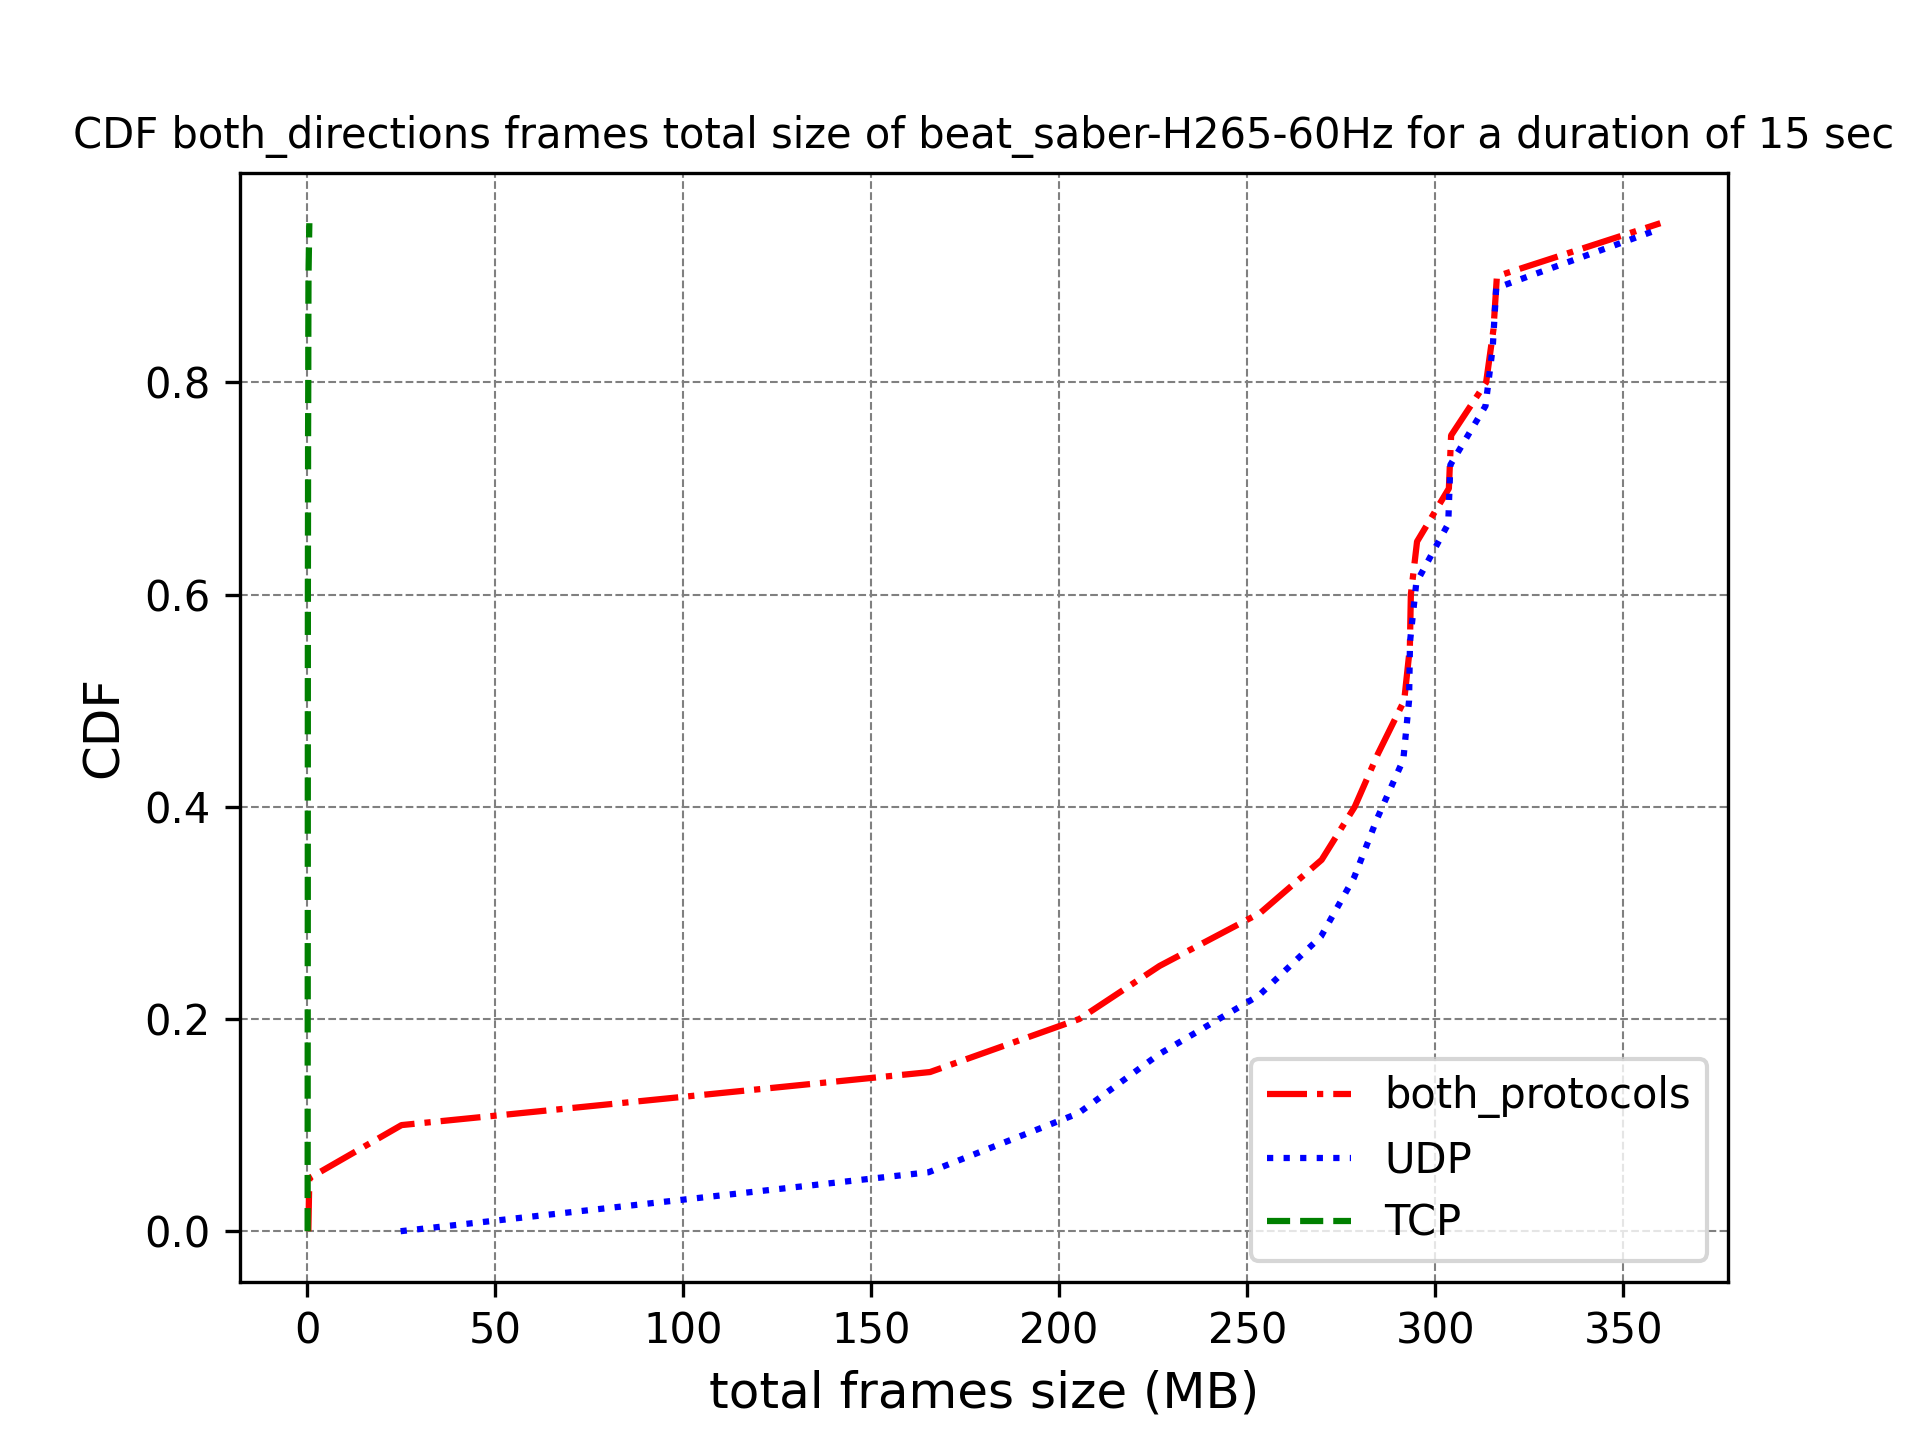 CDF both_directions frames total size of beat_saber-H265-60Hz for a duration of 15 sec
CDF
0.8
0.6
0.4
0.2
0.0
both_protocols
UDP
TCP
0 50 100 150 200 250 300 350
total frames size (MB)